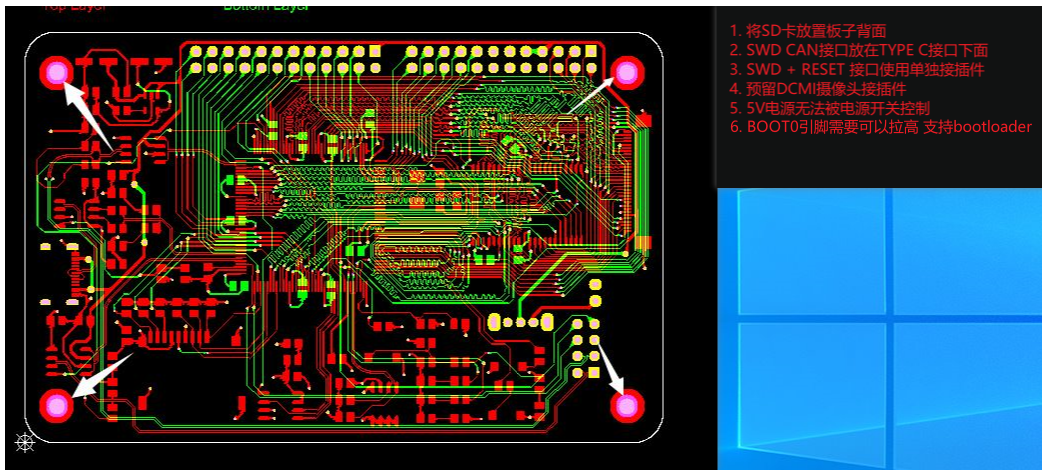 Top Layer
Bottom Layer
1. 将SD卡放置板子背面
2. SWD CAN接口放在TYPE C接口下面
3. SWD + RESET 接口使用单独接插件
4. 预留DCMI摄像头接插件
5. 5V电源无法被电源开关控制
6. BOOT0引脚需要可以拉高 支持bootloader